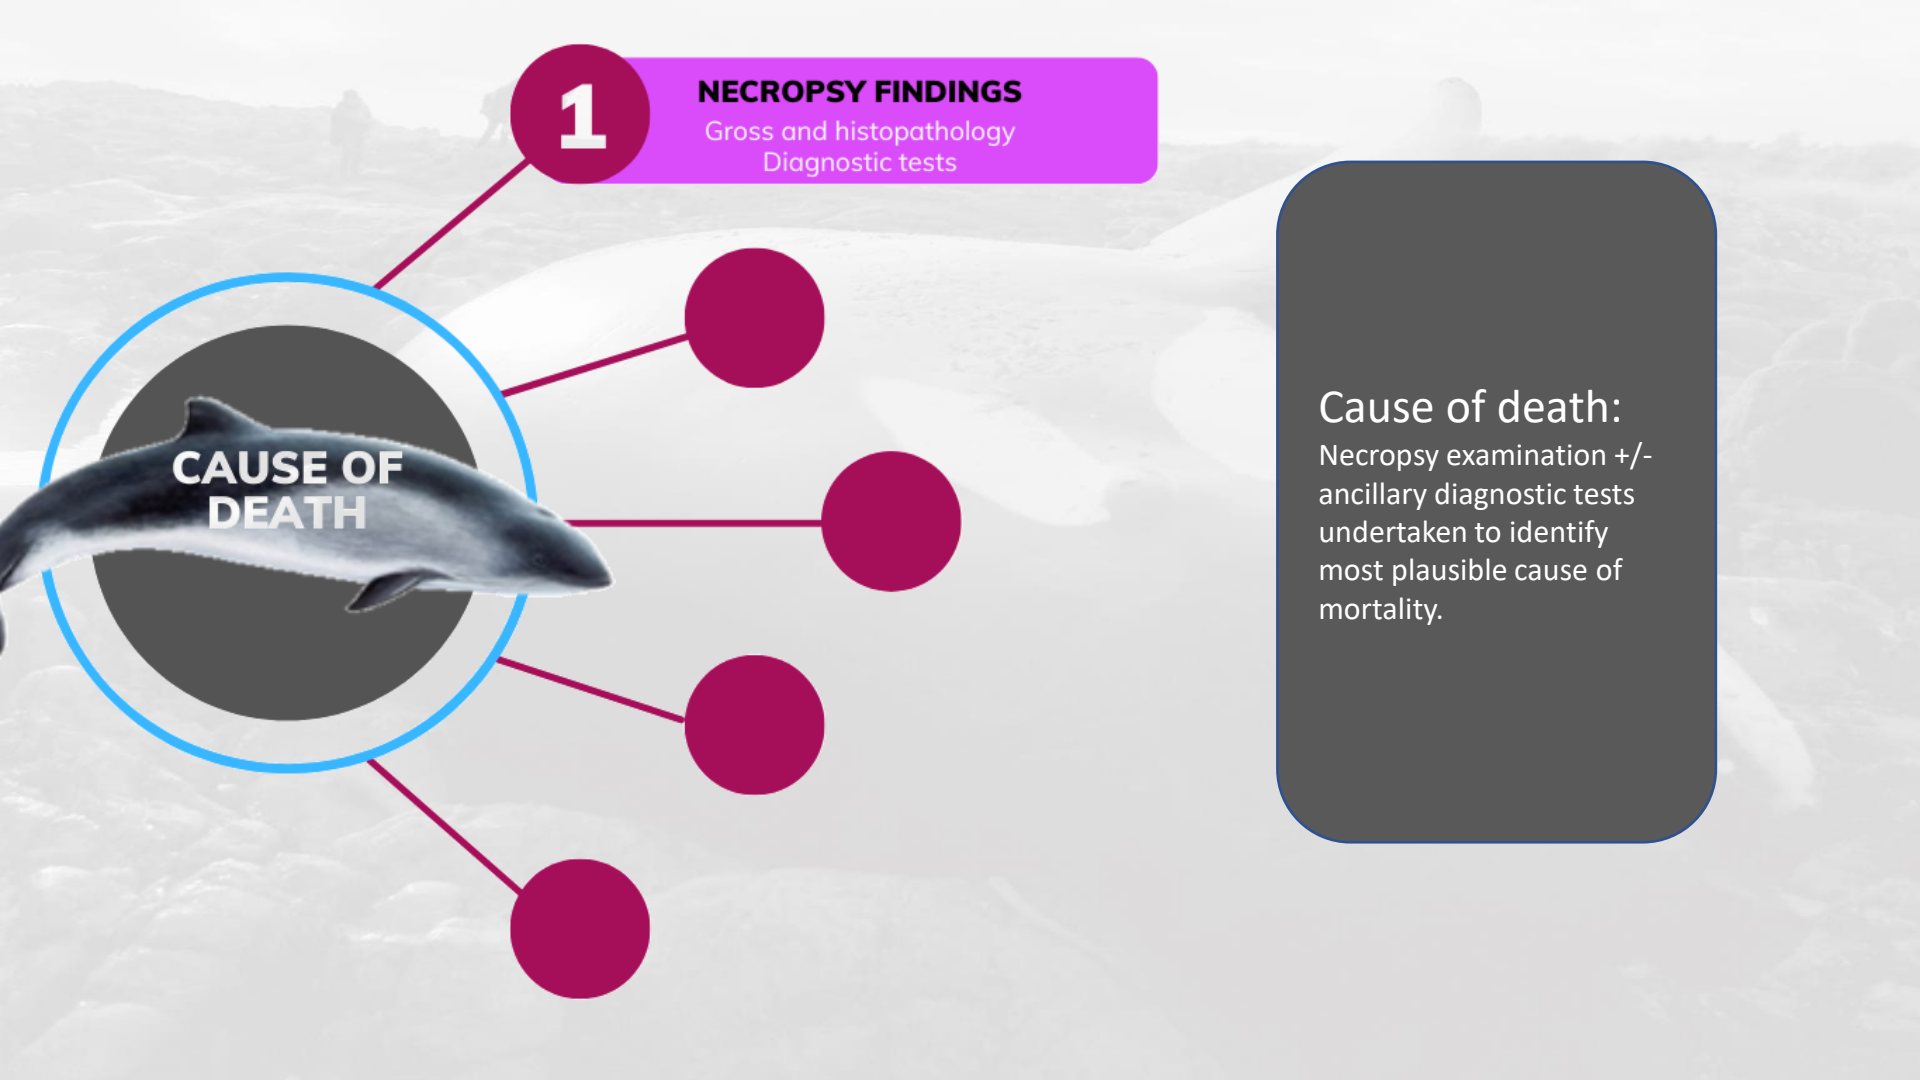 1
NECROPSY FINDINGS
Gross and histopathology
Diagnostic tests
CAUSE OF
DEATH
Cause of death:
Necropsy examination +/-
ancillary diagnostic tests
undertaken to identify
most plausible cause of
mortality.